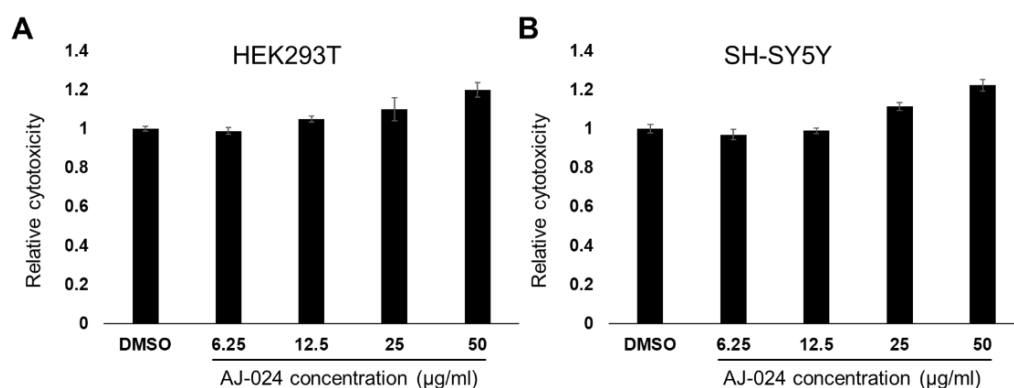 A
HEK293T
Relative cytotoxicity
1.4
1.2
1
0.8
0.6
0.4
0.2
0
DMSO 6.25 12.5 25 50
AJ-024 concentration (µg/ml)
B
SH-SY5Y
Relative cytotoxicity
1.4
1.2
1
0.8
0.6
0.4
0.2
0
DMSO 6.25 12.5 25 50
AJ-024 concentration (µg/ml)